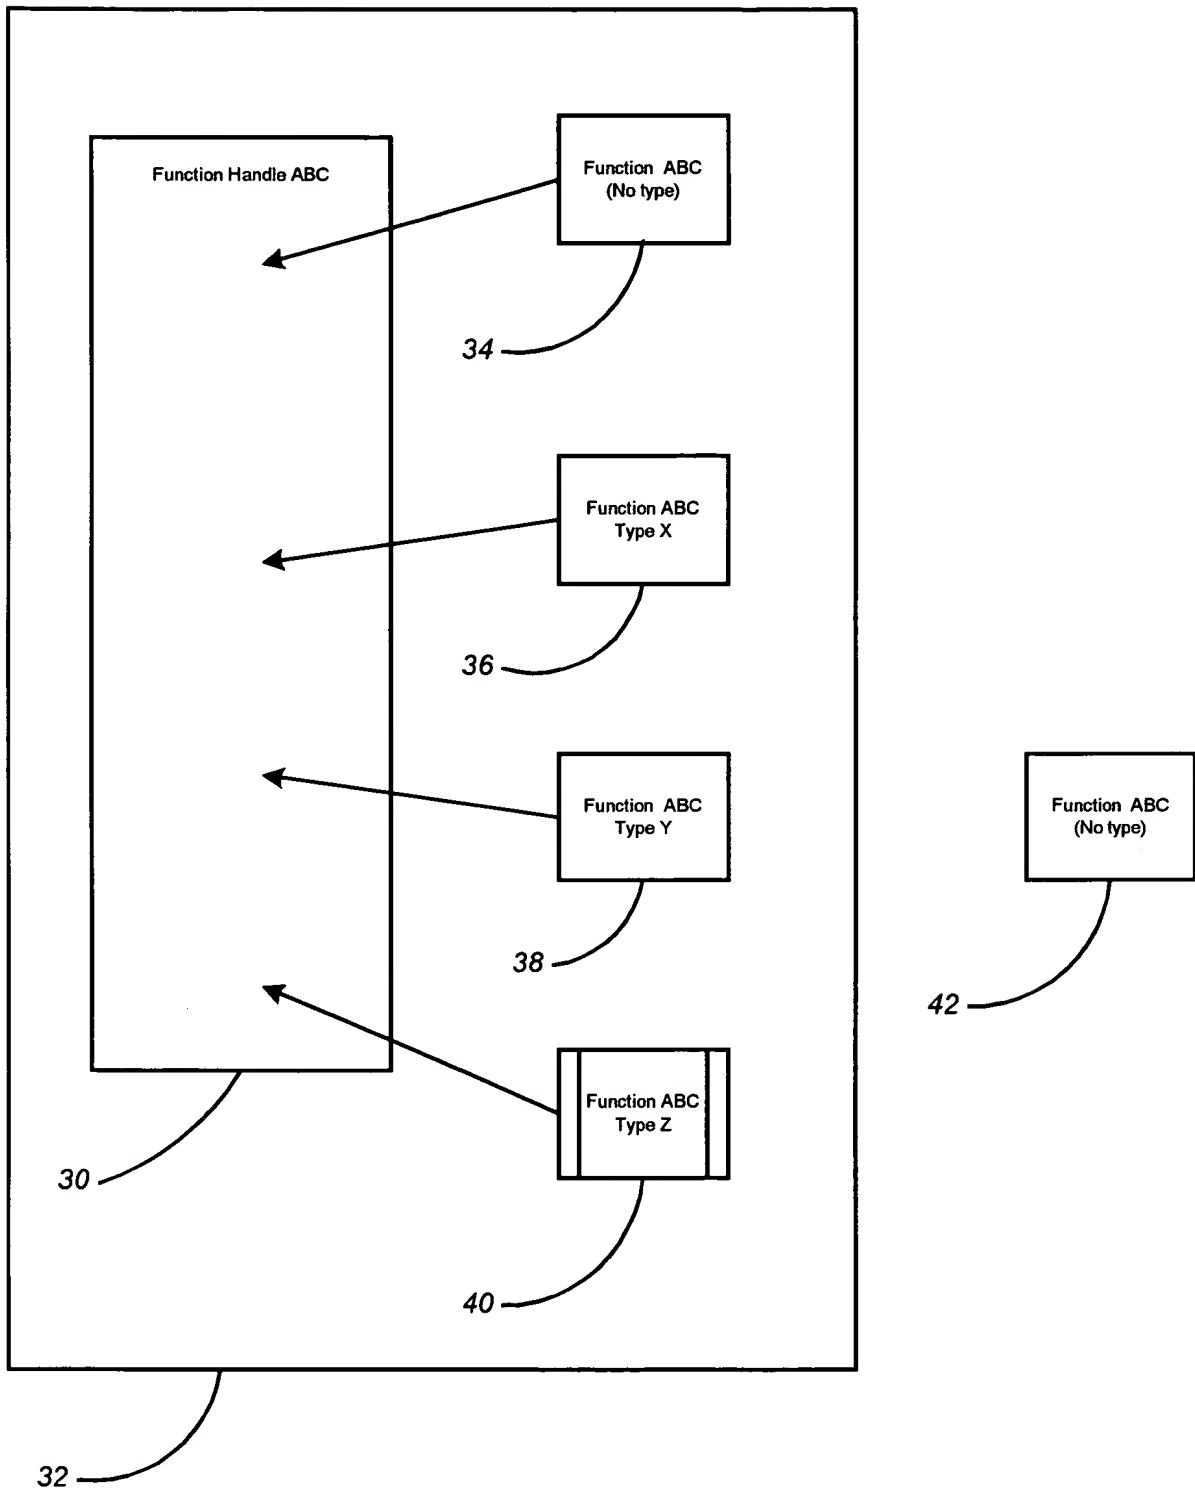 Function Handle ABC
Function ABC
(No type)
34
Function ABC
Type X
36
Function ABC
Type Y
38
Function ABC
(No type)
42
Function ABC
Type Z
30
40
32